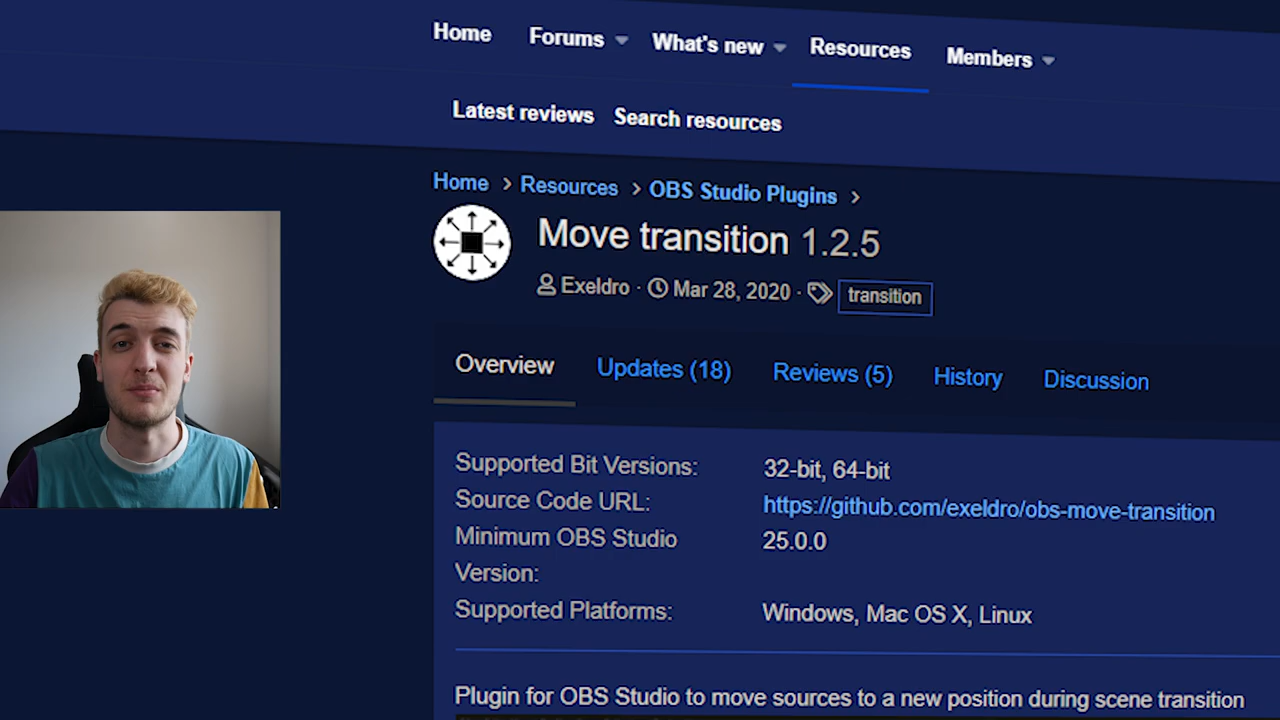 Home Forums What's new Resources Members
Latest reviews Search resources
Home > Resources > OBS Studio Plugins >
Move transition 1.2.5
Exeldro · Mar 28, 2020 · transition
Overview Updates (18) Reviews (5) History Discussion
Supported Bit Versions: 32-bit, 64-bit
Source Code URL: https://github.com/exeldro/obs-move-transition
Minimum OBS Studio 25.0.0
Version:
Supported Platforms: Windows, Mac OS X, Linux
Plugin for OBS Studio to move sources to a new position during scene transition